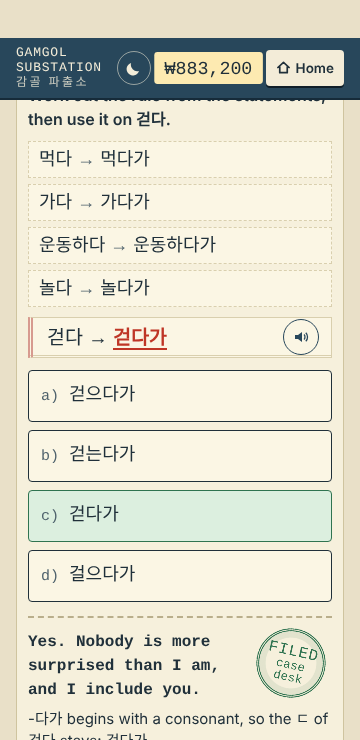 GAMGOL
SUBSTATION
감골 파출소
₩883,200
Home
then use it on 걷다.
먹다 → 먹다가
가다 → 가다가
운동하다 → 운동하다가
놀다 → 놀다가
걷다 → 걷다가
a) 걷으다가
b) 걷는다가
c) 걷다가
d) 걸으다가
Yes. Nobody is more
surprised than I am,
and I include you.
FILED
case
desk
-다가 begins with a consonant, so the ㄷ of